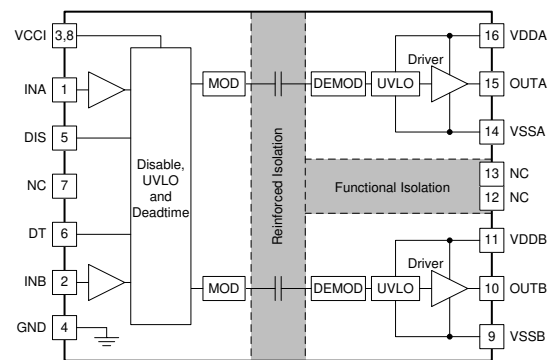 VCCI 3,8
INA 1
DIS 5
NC 7
DT 6
INB 2
GND 4
Disable,
UVLO
and
Deadtime
MOD
MOD
Reinforced Isolation
Functional Isolation
DEMOD UVLO
Driver
16 VDDA
15 OUTA
14 VSSA
13 NC
12 NC
DEMOD UVLO
Driver
11 VDDB
10 OUTB
9 VSSB